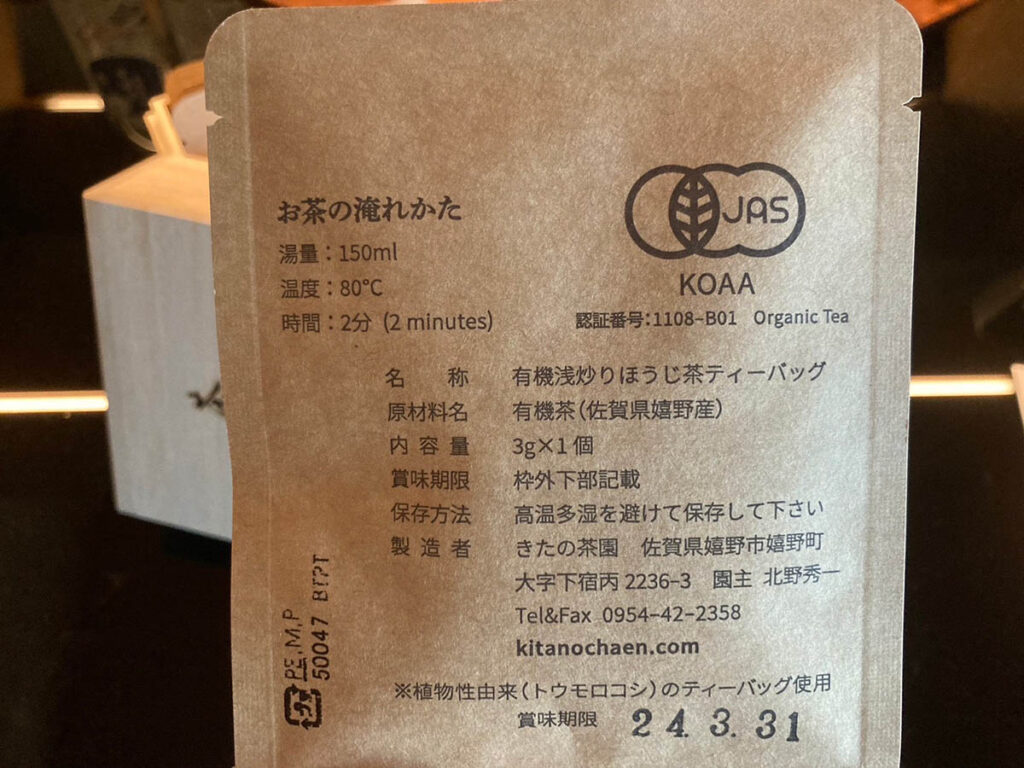 お茶の淹れかた
湯量：150ml
温度：80℃
時間：2分 (2 minutes)
JAS
KOAA
認証番号：1108-B01 Organic Tea
名　称　有機浅炒りほうじ茶ティーバッグ
原材料名　有機茶（佐賀県嬉野産）
内容量　3g×1個
賞味期限　枠外下部記載
保存方法　高温多湿を避けて保存して下さい
製造者　きたの茶園　佐賀県嬉野市嬉野町
大字下宿丙2236-3　園主 北野秀一
Tel&Fax 0954-42-2358
kitanochaen.com
※植物性由来（トウモロコシ）のティーバッグ使用
賞味期限 24.3.31
PE,M,P
50047